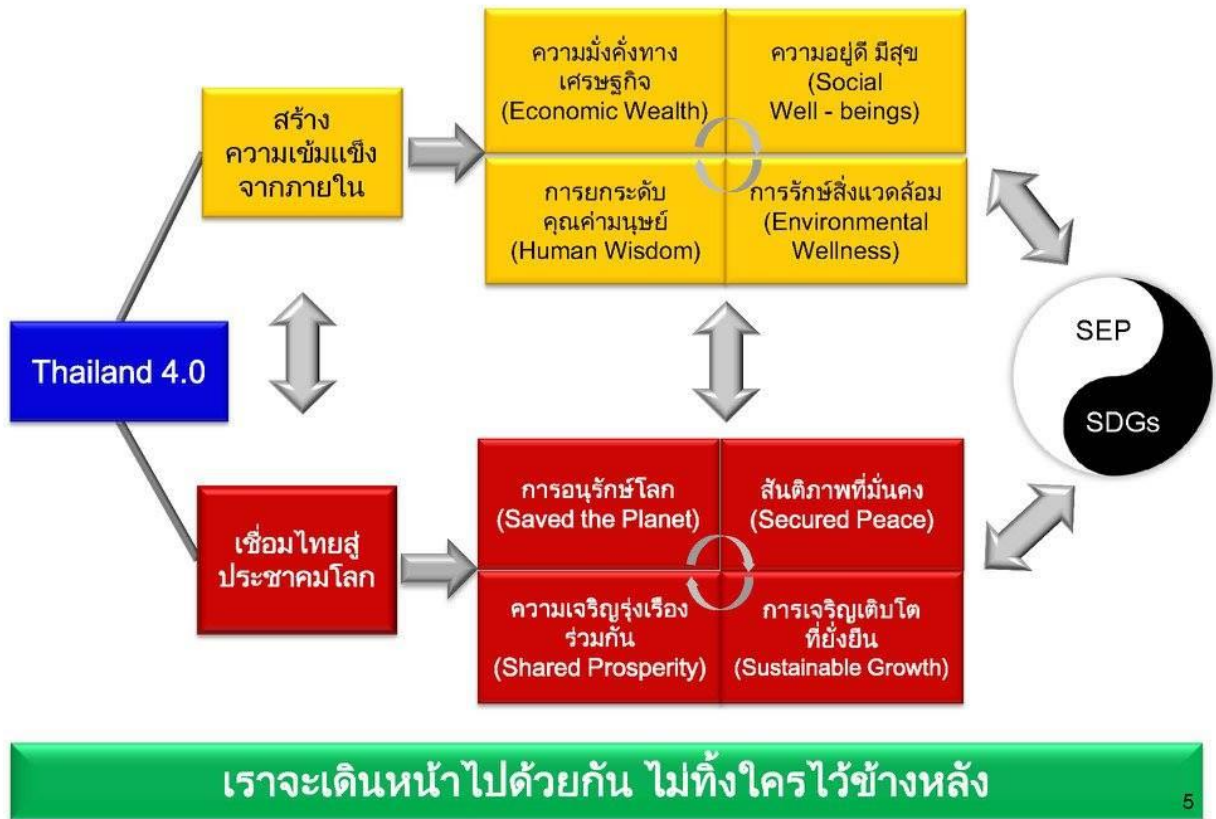 ความมั่งคั่งทาง
เศรษฐกิจ
(Economic Wealth)
ความอยู่ดี มีสุข
(Social
Well - beings)
สร้าง
ความเข้มแข็ง
จากภายใน
การยกระดับ
คุณค่ามนุษย์
(Human Wisdom)
การรักษ์สิ่งแวดล้อม
(Environmental
Wellness)
Thailand 4.0
SEP
SDGs
เชื่อมไทยสู่
ประชาคมโลก
การอนุรักษ์โลก
(Saved the Planet)
สันติภาพที่มั่นคง
(Secured Peace)
ความเจริญรุ่งเรือง
ร่วมกัน
(Shared Prosperity)
การเจริญเติบโต
ที่ยั่งยืน
(Sustainable Growth)
เราจะเดินหน้าไปด้วยกัน ไม่ทิ้งใครไว้ข้างหลัง
5